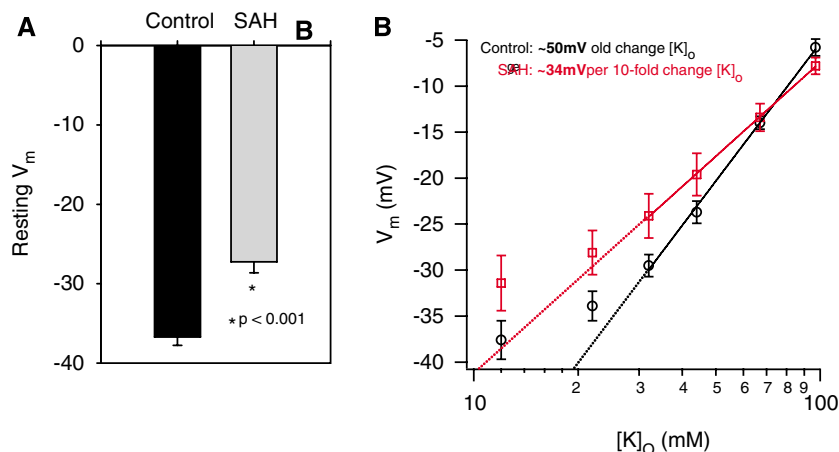 A
Control SAH
B
Resting Vm
0
-10
-20
-30
-40
*
*p < 0.001
B
Control: ~50mV old change [K]o
SAH: ~34mV per 10-fold change [K]o
Vm (mV)
-5
-10
-15
-20
-25
-30
-35
-40
10 2 3 4 5 6 7 8 9 100
[K]O (mM)